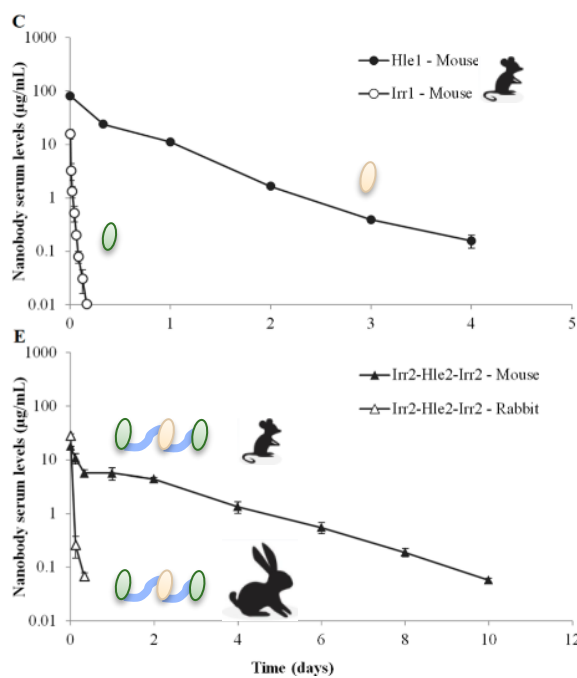 C
Nanobody serum levels (µg/mL)
1000
100
10
1
0.1
0.01
Hle1 - Mouse
Irr1 - Mouse
0 1 2 3 4 5
E
Nanobody serum levels (µg/mL)
1000
100
10
1
0.1
0.01
Irr2-Hle2-Irr2 - Mouse
Irr2-Hle2-Irr2 - Rabbit
0 2 4 6 8 10 12
Time (days)